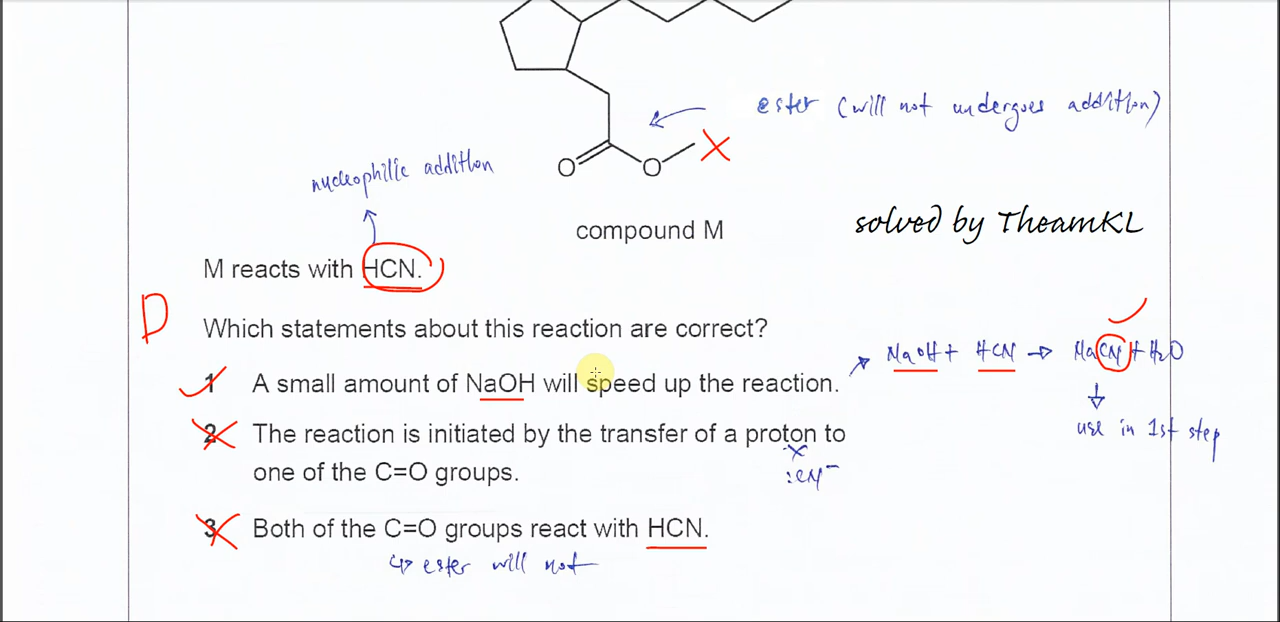 ester (will not undergoes addition)
nucleophilic addition
O
O
compound M
solved by TheamKL
M reacts with HCN.
D
Which statements about this reaction are correct?
NaOH + HCN → NaCN + H2O
1 A small amount of NaOH will speed up the reaction.
use in 1st step
2 The reaction is initiated by the transfer of a proton to
one of the C=O groups.
:CN⁻
3 Both of the C=O groups react with HCN.
↳ ester will not